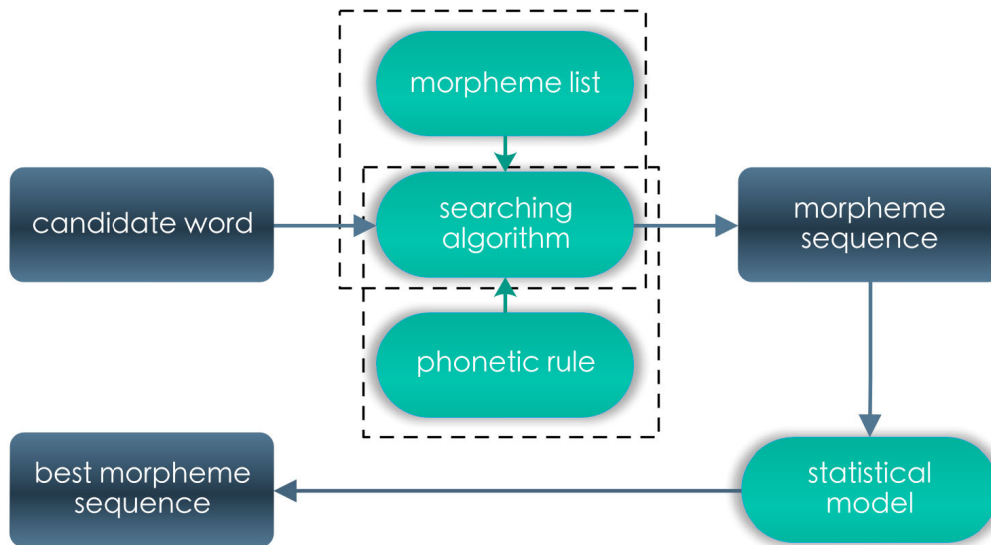 morpheme list
candidate word
searching
algorithm
morpheme
sequence
phonetic rule
best morpheme
sequence
statistical
model